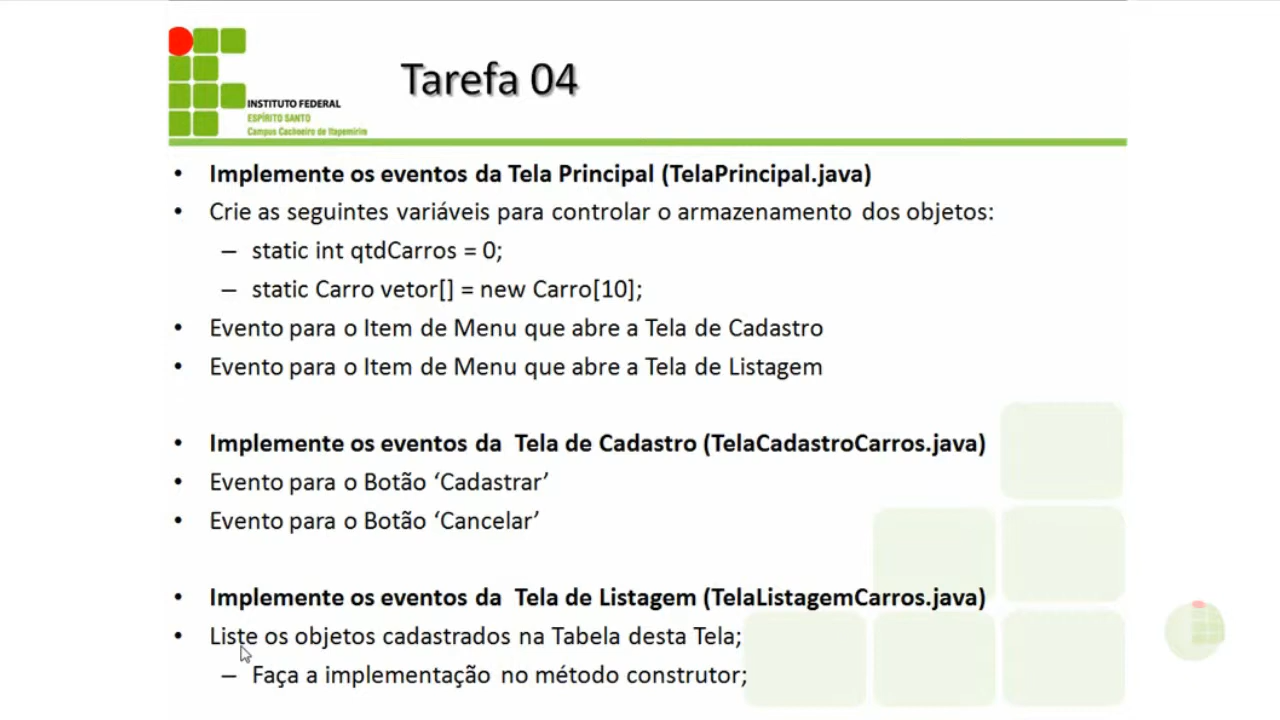 Tarefa 04
INSTITUTO FEDERAL
ESPÍRITO SANTO
Campus Cachoeiro de Itapemirim
• Implemente os eventos da Tela Principal (TelaPrincipal.java)
• Crie as seguintes variáveis para controlar o armazenamento dos objetos:
– static int qtdCarros = 0;
– static Carro vetor[] = new Carro[10];
• Evento para o Item de Menu que abre a Tela de Cadastro
• Evento para o Item de Menu que abre a Tela de Listagem
• Implemente os eventos da Tela de Cadastro (TelaCadastroCarros.java)
• Evento para o Botão ‘Cadastrar’
• Evento para o Botão ‘Cancelar’
• Implemente os eventos da Tela de Listagem (TelaListagemCarros.java)
• Liste os objetos cadastrados na Tabela desta Tela;
– Faça a implementação no método construtor;